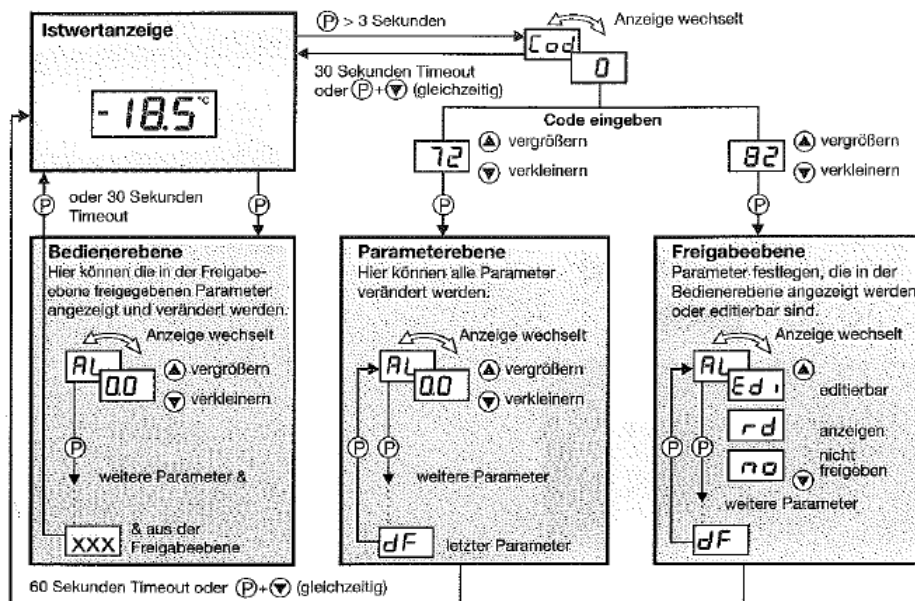 Istwertanzeige
-18.5 °C
P > 3 Sekunden
Cod
0
Anzeige wechselt
30 Sekunden Timeout
oder P+▼ (gleichzeitig)
Code eingeben
72
▲ vergrößern
▼ verkleinern
82
▲ vergrößern
▼ verkleinern
P
oder 30 Sekunden
Timeout
P
P
P
Bedienerebene
Hier können die in der Freigabe-
ebene freigegebenen Parameter
angezeigt und verändert werden.
Anzeige wechselt
AL
0.0
▲ vergrößern
▼ verkleinern
P
weitere Parameter &
xxx
& aus der
Freigabeebene
Parameterebene
Hier können alle Parameter
verändert werden.
Anzeige wechselt
AL
0.0
▲ vergrößern
▼ verkleinern
P
P
weitere Parameter
dF
letzter Parameter
Freigabeebene
Parameter festlegen, die in der
Bedienerebene angezeigt werden
oder editierbar sind.
Anzeige wechselt
AL
Edi
▲
editierbar
rd
anzeigen
no
nicht
freigeben
▼
P
P
weitere Parameter
dF
60 Sekunden Timeout oder P+▼ (gleichzeitig)